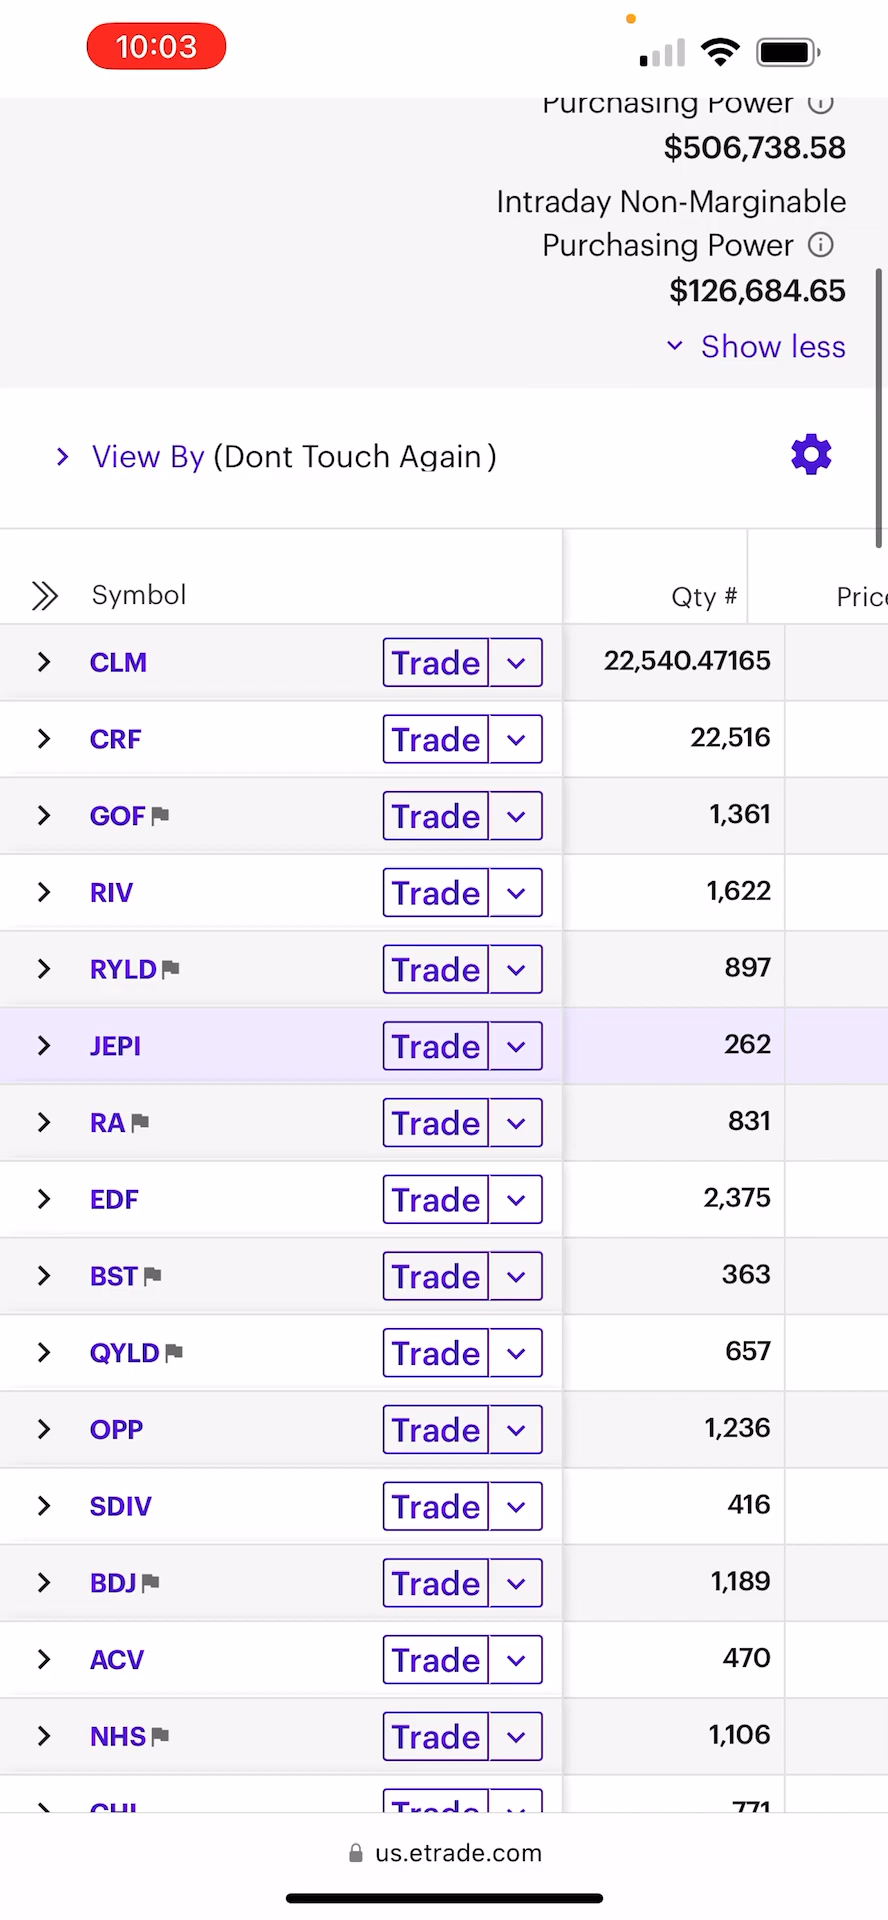 10:03
Purchasing Power
$506,738.58
Intraday Non-Marginable
Purchasing Power
$126,684.65
Show less
View By (Dont Touch Again)
Symbol Qty # Price
CLM Trade 22,540.47165
CRF Trade 22,516
GOF Trade 1,361
RIV Trade 1,622
RYLD Trade 897
JEPI Trade 262
RA Trade 831
EDF Trade 2,375
BST Trade 363
QYLD Trade 657
OPP Trade 1,236
SDIV Trade 416
BDJ Trade 1,189
ACV Trade 470
NHS Trade 1,106
Trade 771
us.etrade.com